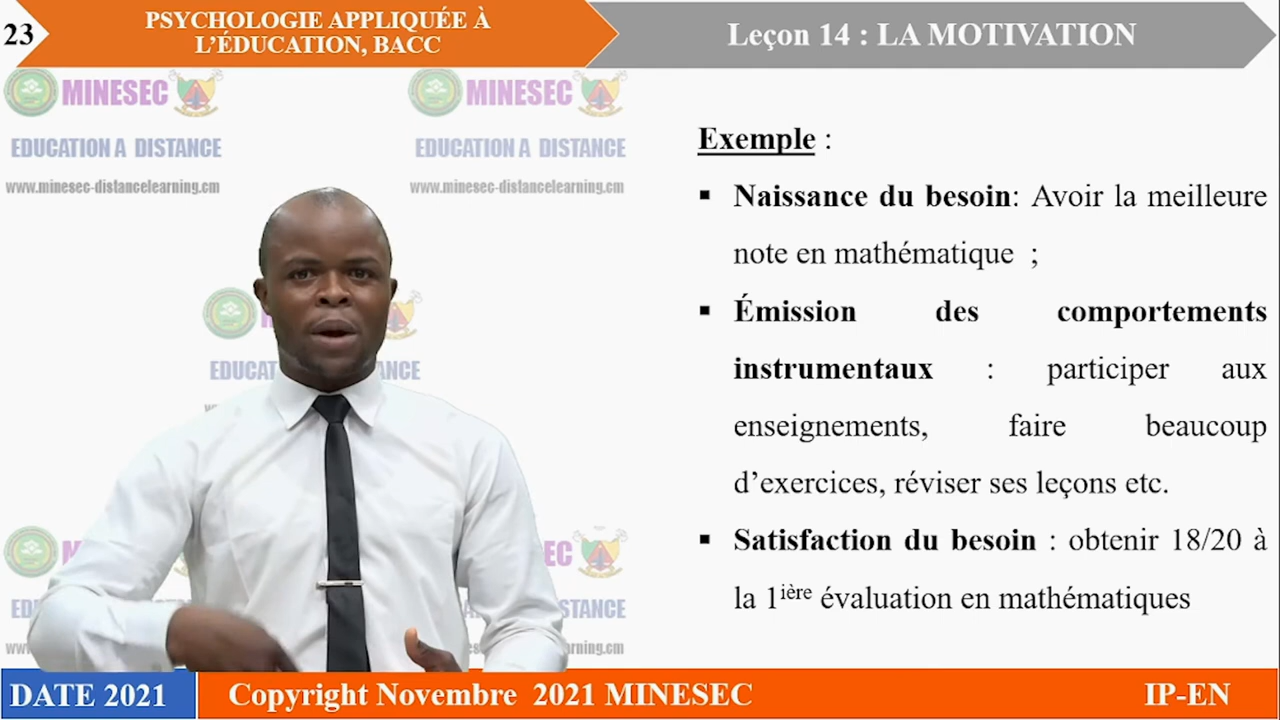 23
PSYCHOLOGIE APPLIQUÉE À
L'ÉDUCATION, BACC
Leçon 14 : LA MOTIVATION
MINESEC
MINESEC
EDUCATION A DISTANCE
EDUCATION A DISTANCE
www.minesec-distancelearning.cm
www.minesec-distancelearning.cm
Exemple :
▪ Naissance du besoin: Avoir la meilleure
note en mathématique ;
▪ Émission des comportements
instrumentaux : participer aux
enseignements, faire beaucoup
d'exercices, réviser ses leçons etc.
▪ Satisfaction du besoin : obtenir 18/20 à
la 1ière évaluation en mathématiques
DATE 2021
Copyright Novembre 2021 MINESEC
IP-EN